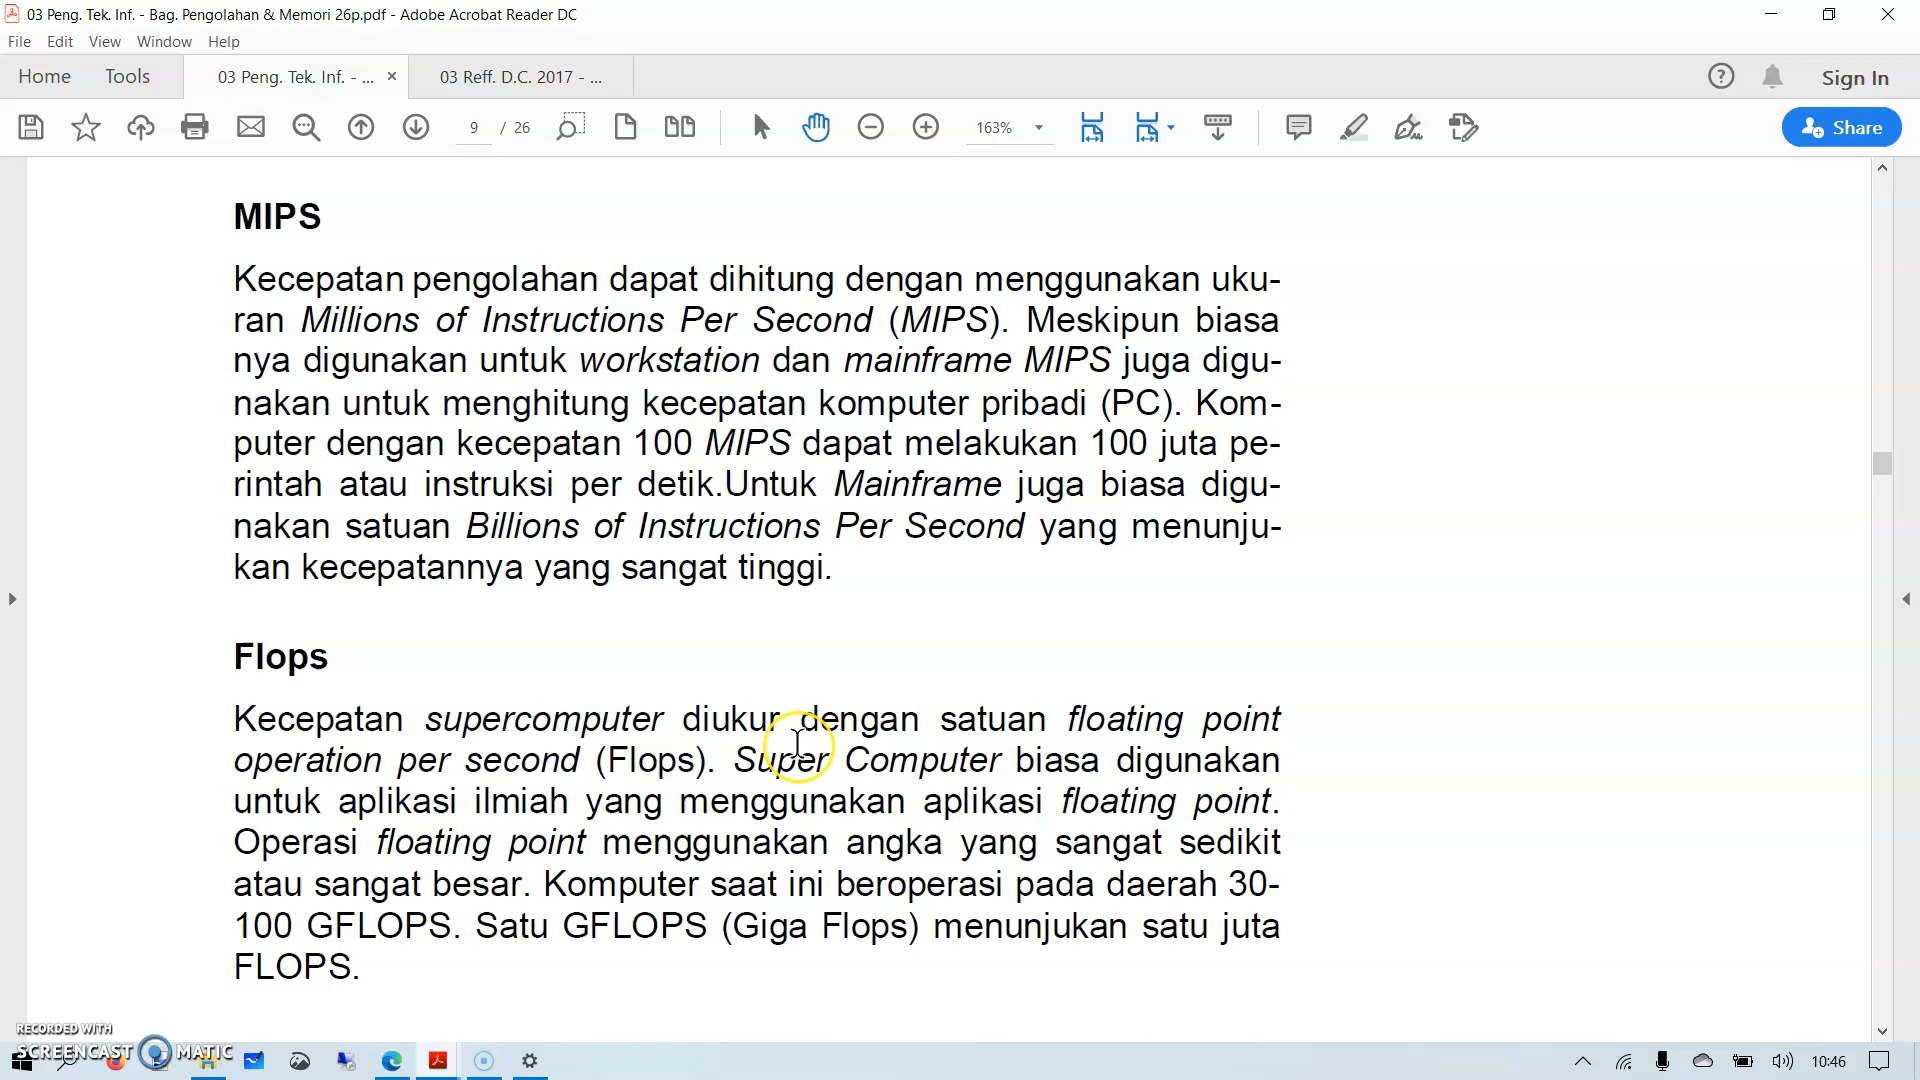 03 Peng. Tek. Inf. - Bag. Pengolahan & Memori 26p.pdf - Adobe Acrobat Reader DC
File Edit View Window Help
Home Tools 03 Peng. Tek. Inf. - ... 03 Reff. D.C. 2017 - ... Sign In
9 / 26 163% Share
MIPS
Kecepatan pengolahan dapat dihitung dengan menggunakan uku-
ran Millions of Instructions Per Second (MIPS). Meskipun biasa
nya digunakan untuk workstation dan mainframe MIPS juga digu-
nakan untuk menghitung kecepatan komputer pribadi (PC). Kom-
puter dengan kecepatan 100 MIPS dapat melakukan 100 juta pe-
rintah atau instruksi per detik.Untuk Mainframe juga biasa digu-
nakan satuan Billions of Instructions Per Second yang menunju-
kan kecepatannya yang sangat tinggi.
Flops
Kecepatan supercomputer diukur dengan satuan floating point
operation per second (Flops). Super Computer biasa digunakan
untuk aplikasi ilmiah yang menggunakan aplikasi floating point.
Operasi floating point menggunakan angka yang sangat sedikit
atau sangat besar. Komputer saat ini beroperasi pada daerah 30-
100 GFLOPS. Satu GFLOPS (Giga Flops) menunjukan satu juta
FLOPS.
RECORDED WITH
SCREENCAST MATIC
10:46